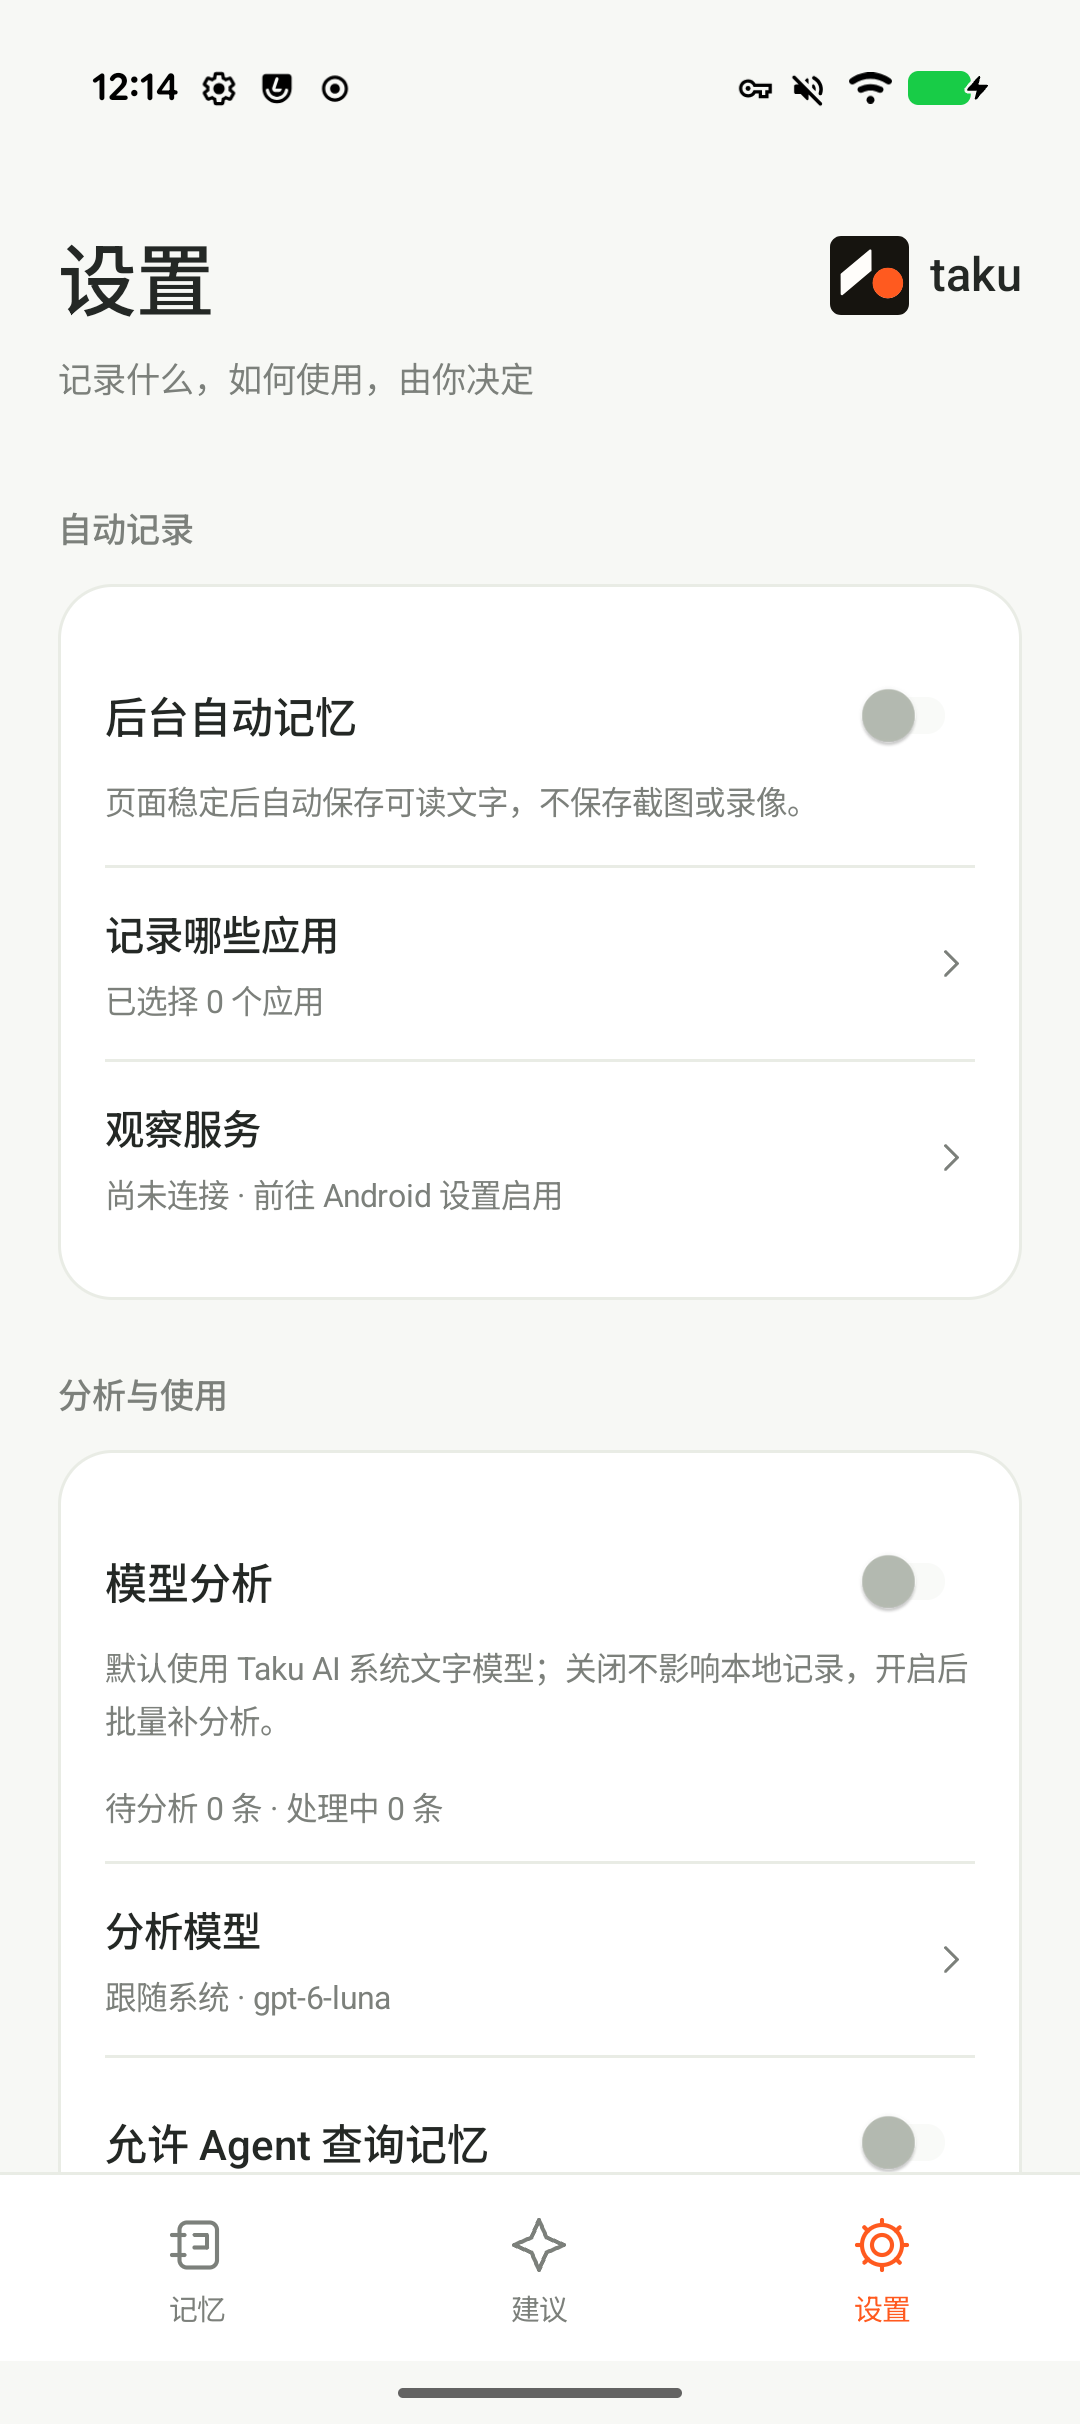 12:14
设置
taku
记录什么，如何使用，由你决定
自动记录
后台自动记忆
页面稳定后自动保存可读文字，不保存截图或录像。
记录哪些应用
已选择 0 个应用
观察服务
尚未连接 · 前往 Android 设置启用
分析与使用
模型分析
默认使用 Taku AI 系统文字模型；关闭不影响本地记录，开启后
批量补分析。
待分析 0 条 · 处理中 0 条
分析模型
跟随系统 · gpt-6-luna
允许 Agent 查询记忆
记忆
建议
设置